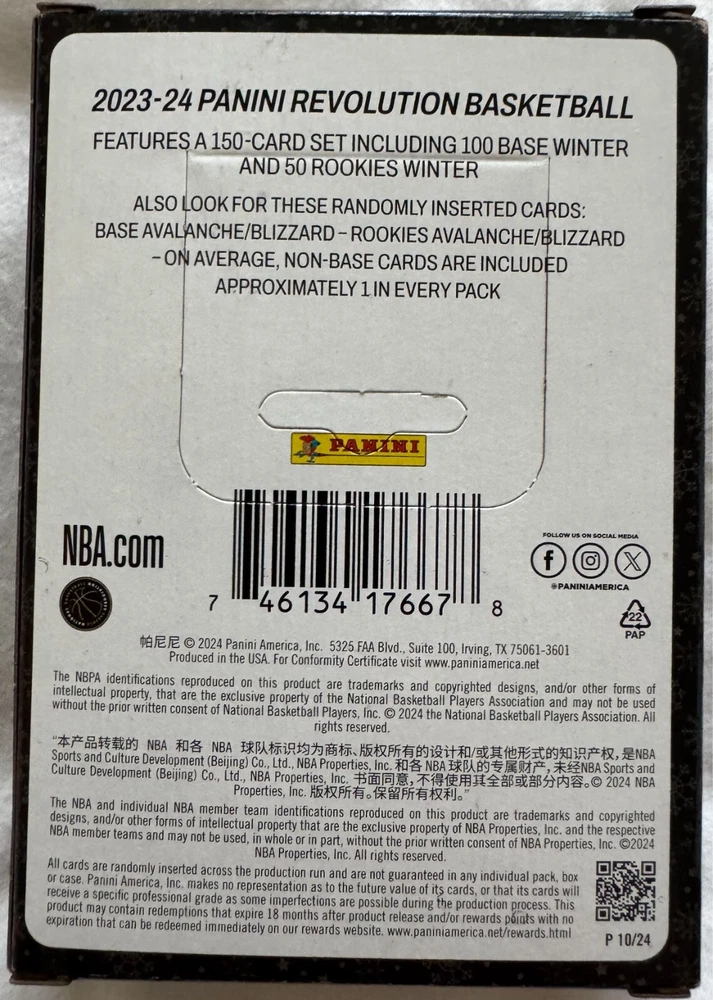 2023-24 PANINI REVOLUTION BASKETBALL
FEATURES A 150-CARD SET INCLUDING 100 BASE WINTER
AND 50 ROOKIES WINTER
ALSO LOOK FOR THESE RANDOMLY INSERTED CARDS:
BASE AVALANCHE/BLIZZARD – ROOKIES AVALANCHE/BLIZZARD
– ON AVERAGE, NON-BASE CARDS ARE INCLUDED
APPROXIMATELY 1 IN EVERY PACK
PANINI
NBA.com
7 46134 17667 8
FOLLOW US ON SOCIAL MEDIA
@PANINIAMERICA
22
PAP
帕尼尼 © 2024 Panini America, Inc. 5325 FAA Blvd., Suite 100, Irving, TX 75061-3601
Produced in the USA. For Conformity Certificate visit www.paniniamerica.net
The NBPA identifications reproduced on this product are trademarks and copyrighted designs, and/or other forms of
intellectual property, that are the exclusive property of the National Basketball Players Association and may not be used
without the prior written consent of National Basketball Players, Inc. © 2024 the National Basketball Players Association. All
rights reserved.
“本产品转载的 NBA 和各 NBA 球队标识均为商标、版权所有的设计和/或其他形式的知识产权, 是NBA
Sports and Culture Development (Beijing) Co., Ltd., NBA Properties, Inc. 和各 NBA 球队的专属财产, 未经NBA Sports and
Culture Development (Beijing) Co., Ltd., NBA Properties, Inc. 书面同意, 不得使用其全部或部分内容。© 2024 NBA
Properties, Inc. 版权所有。保留所有权利。”
The NBA and individual NBA member team identifications reproduced on this product are trademarks and copyrighted
designs, and/or other forms of intellectual property that are the exclusive property of NBA Properties, Inc. and the respective
NBA member teams and may not be used, in whole or in part, without the prior written consent of NBA Properties, Inc. ©2024
NBA Properties, Inc. All rights reserved.
All cards are randomly inserted across the production run and are not guaranteed in any individual pack, box
or case. Panini America, Inc. makes no representation as to the future value of its cards, or that its cards will
receive a specific professional grade as some imperfections are possible during the production process. This
product may contain redemptions that expire 18 months after product release and/or rewards points with no
expiration that can be redeemed immediately on our rewards website. www.paniniamerica.net/rewards.html
P 10/24